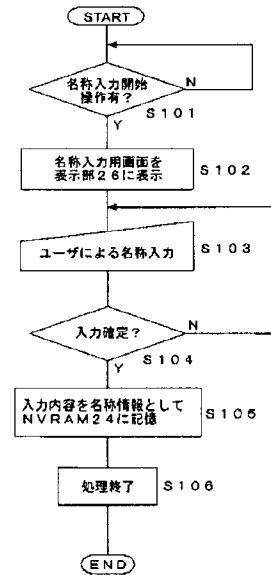 START
名称入力開始
操作有?
N
Y
S101
名称入力用画面を
表示部26に表示
S102
ユーザによる名称入力
S103
入力確定?
N
Y
S104
入力内容を名称情報として
NVRAM24に記憶
S105
処理終了
S106
END